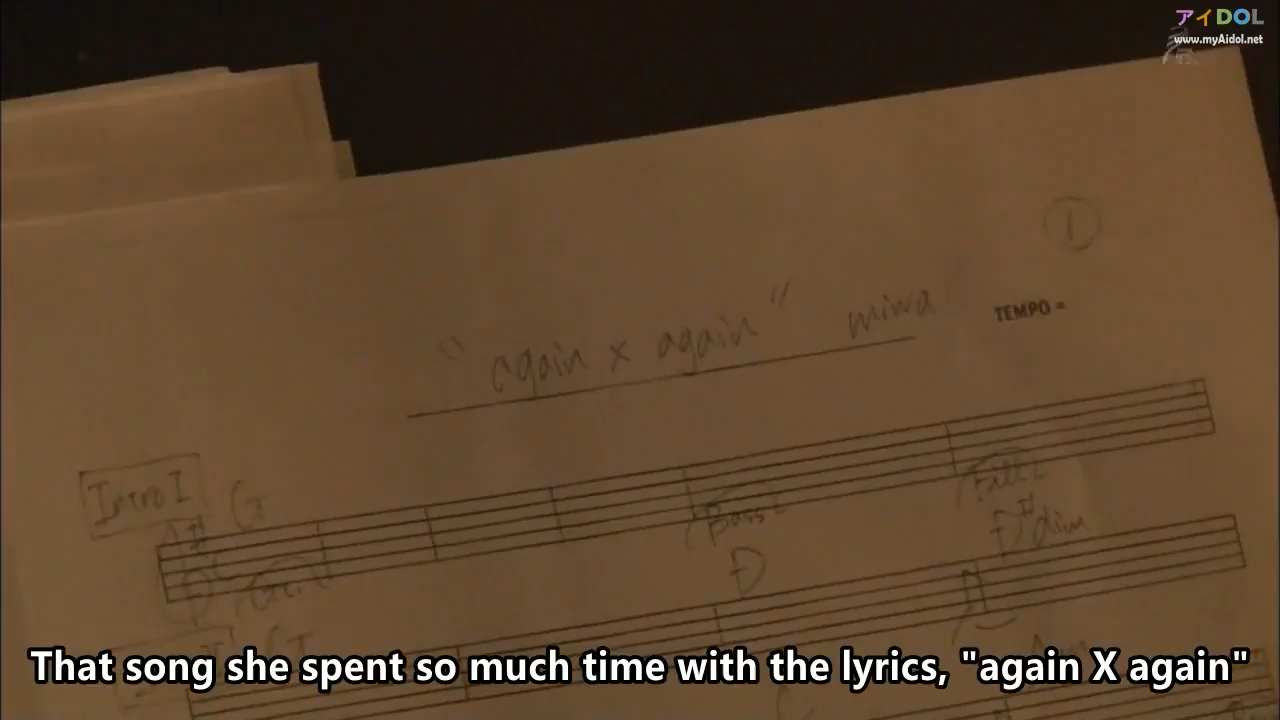 アイDOL
www.myAidol.net
1
"again x again" miwa
TEMPO =
Intro I
G
Bass
Fill
D
D#dim
That song she spent so much time with the lyrics, "again X again"